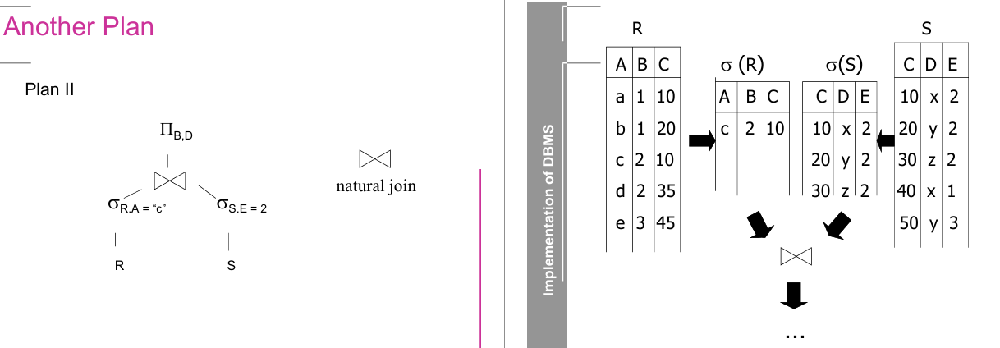 Another Plan
Plan II
Π B,D
σ R.A = “c” σ S.E = 2
R S
natural join
Implementation of DBMS
R S
σ (R) σ(S)
A B C
a 1 10
b 1 20
c 2 10
d 2 35
e 3 45
A B C
c 2 10
C D E
10 x 2
20 y 2
30 z 2
C D E
10 x 2
20 y 2
30 z 2
40 x 1
50 y 3
...